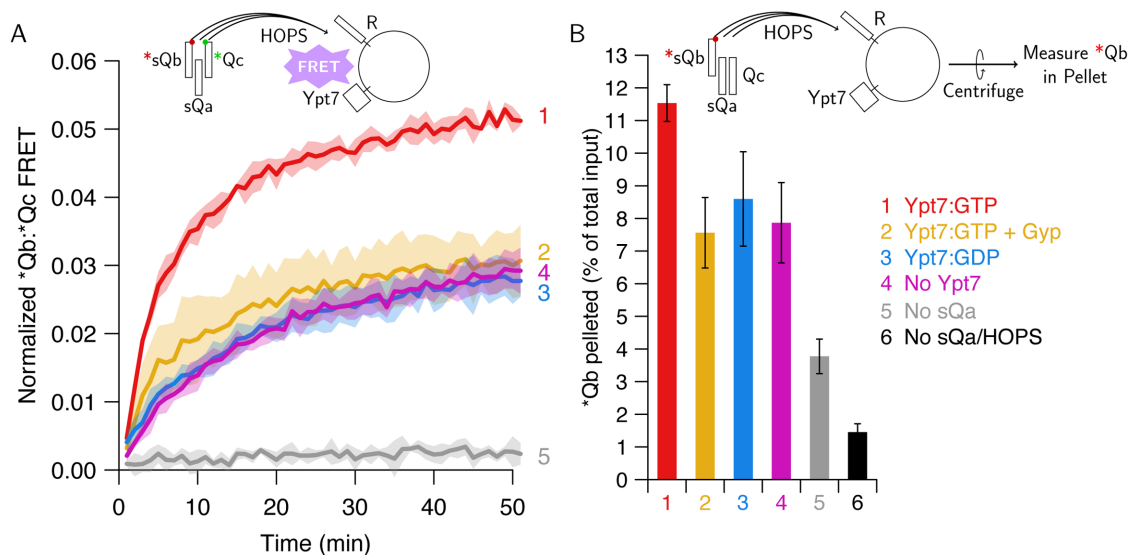 A
*sQb
*Qc
sQa
HOPS
FRET
R
Ypt7
Normalized *Qb:*Qc FRET
0.06
0.05
0.04
0.03
0.02
0.01
0.00
0
10
20
30
40
50
Time (min)
1
2
4
3
5
B
*sQb
Qc
sQa
HOPS
R
Ypt7
Centrifuge
Measure *Qb
in Pellet
*Qb pelleted (% of total input)
13
12
11
10
9
8
7
6
5
4
3
2
1
0
1
2
3
4
5
6
1 Ypt7:GTP
2 Ypt7:GTP + Gyp
3 Ypt7:GDP
4 No Ypt7
5 No sQa
6 No sQa/HOPS